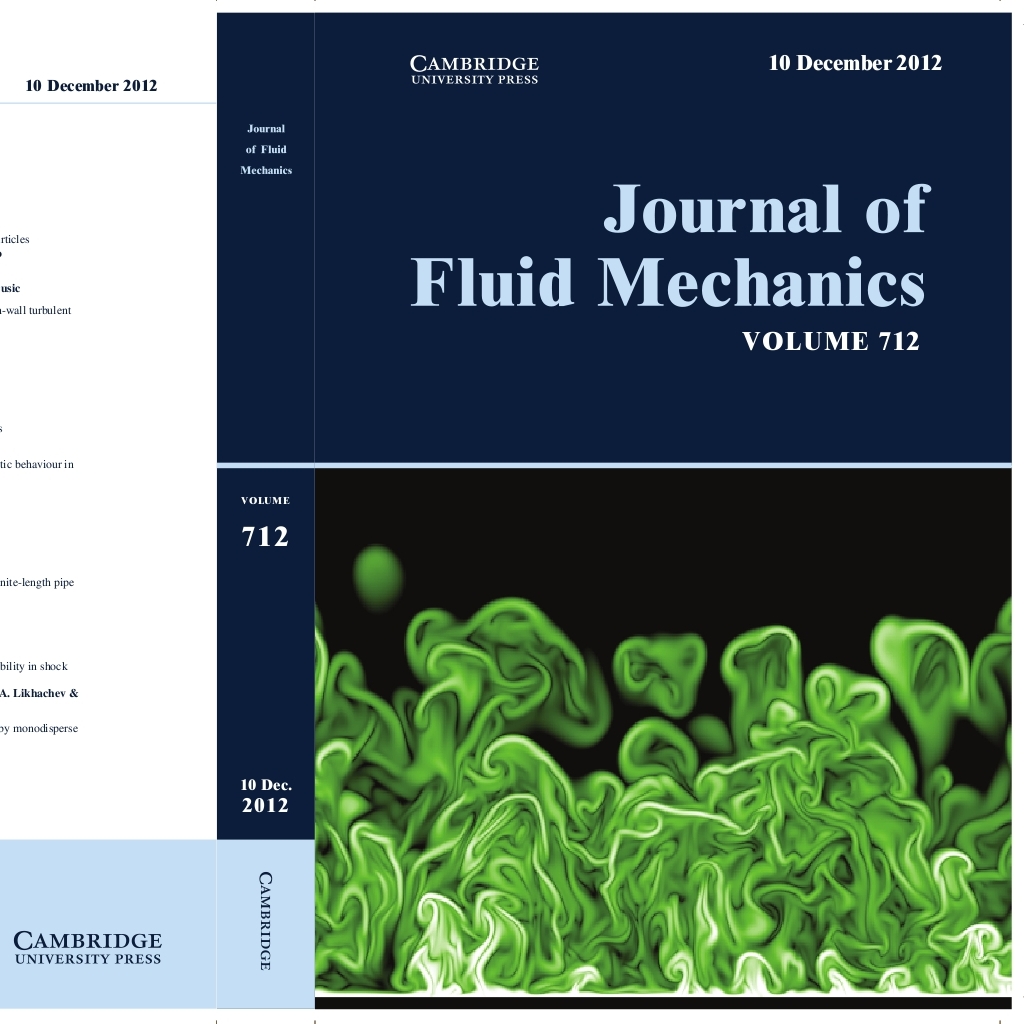 10 December 2012
rticles
usic
-wall turbulent
s
tic behaviour in
nite-length pipe
bility in shock
A. Likhachev &
by monodisperse
CAMBRIDGE
UNIVERSITY PRESS
Journal
of Fluid
Mechanics
VOLUME
712
10 Dec.
2012
CAMBRIDGE
CAMBRIDGE
UNIVERSITY PRESS
10 December 2012
Journal of
Fluid Mechanics
VOLUME 712